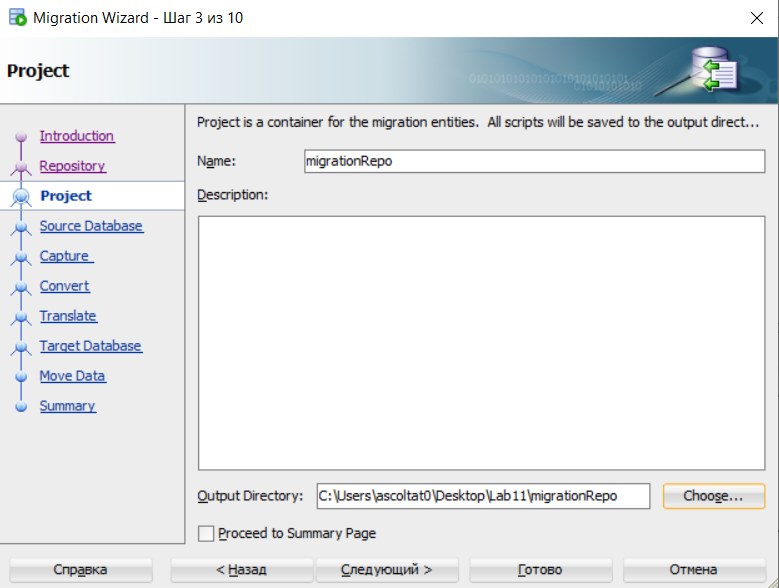 Migration Wizard - Шаг 3 из 10
Project
010101010101010101010101010101
01010101010
Introduction
Repository
Project
Source Database
Capture
Convert
Translate
Target Database
Move Data
Summary
Project is a container for the migration entities.  All scripts will be saved to the output direct...
Name:
migrationRepo
Description:
Output Directory:
C:\Users\ascoltat0\Desktop\Lab11\migrationRepo
Choose...
Proceed to Summary Page
Справка
< Назад
Следующий >
Готово
Отмена